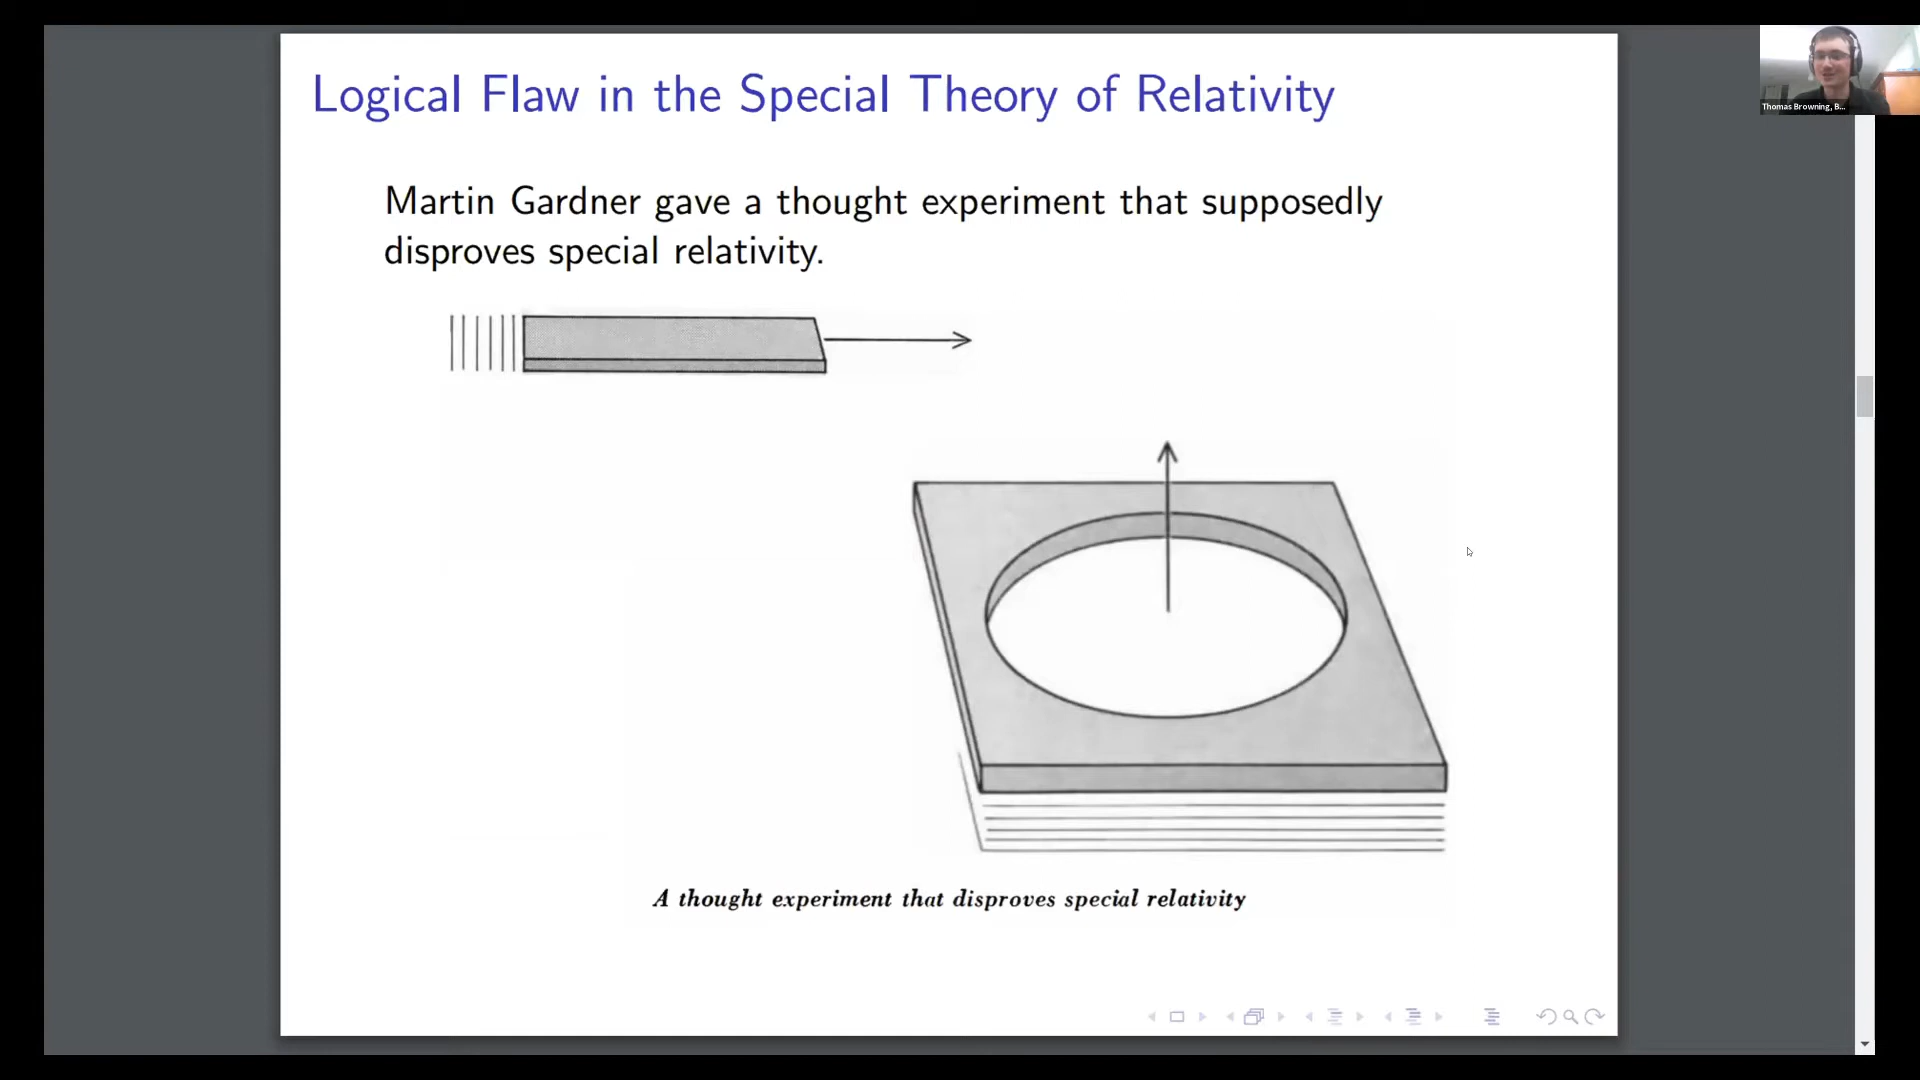 Logical Flaw in the Special Theory of Relativity
Thomas Browning, B...
Martin Gardner gave a thought experiment that supposedly
disproves special relativity.
A thought experiment that disproves special relativity